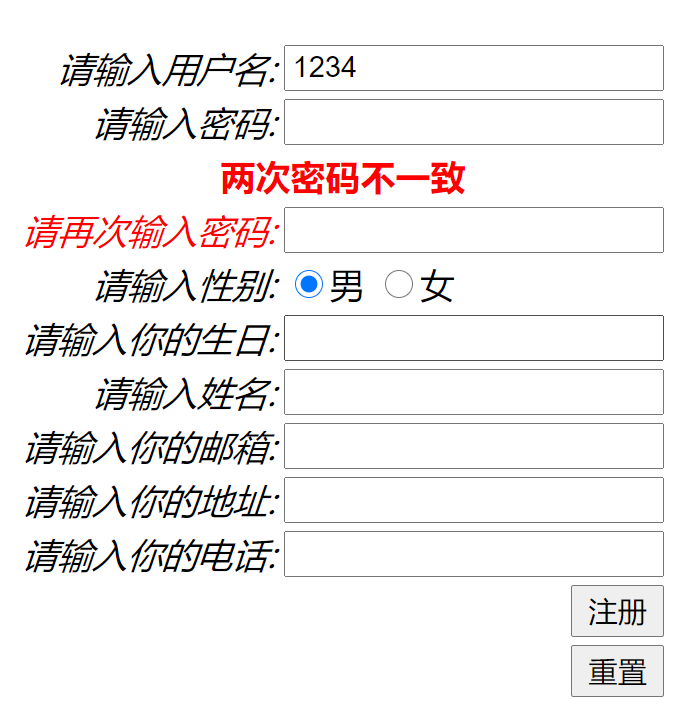 请输入用户名: 1234
请输入密码:
两次密码不一致
请再次输入密码:
请输入性别: 男 女
请输入你的生日:
请输入姓名:
请输入你的邮箱:
请输入你的地址:
请输入你的电话:
注册
重置